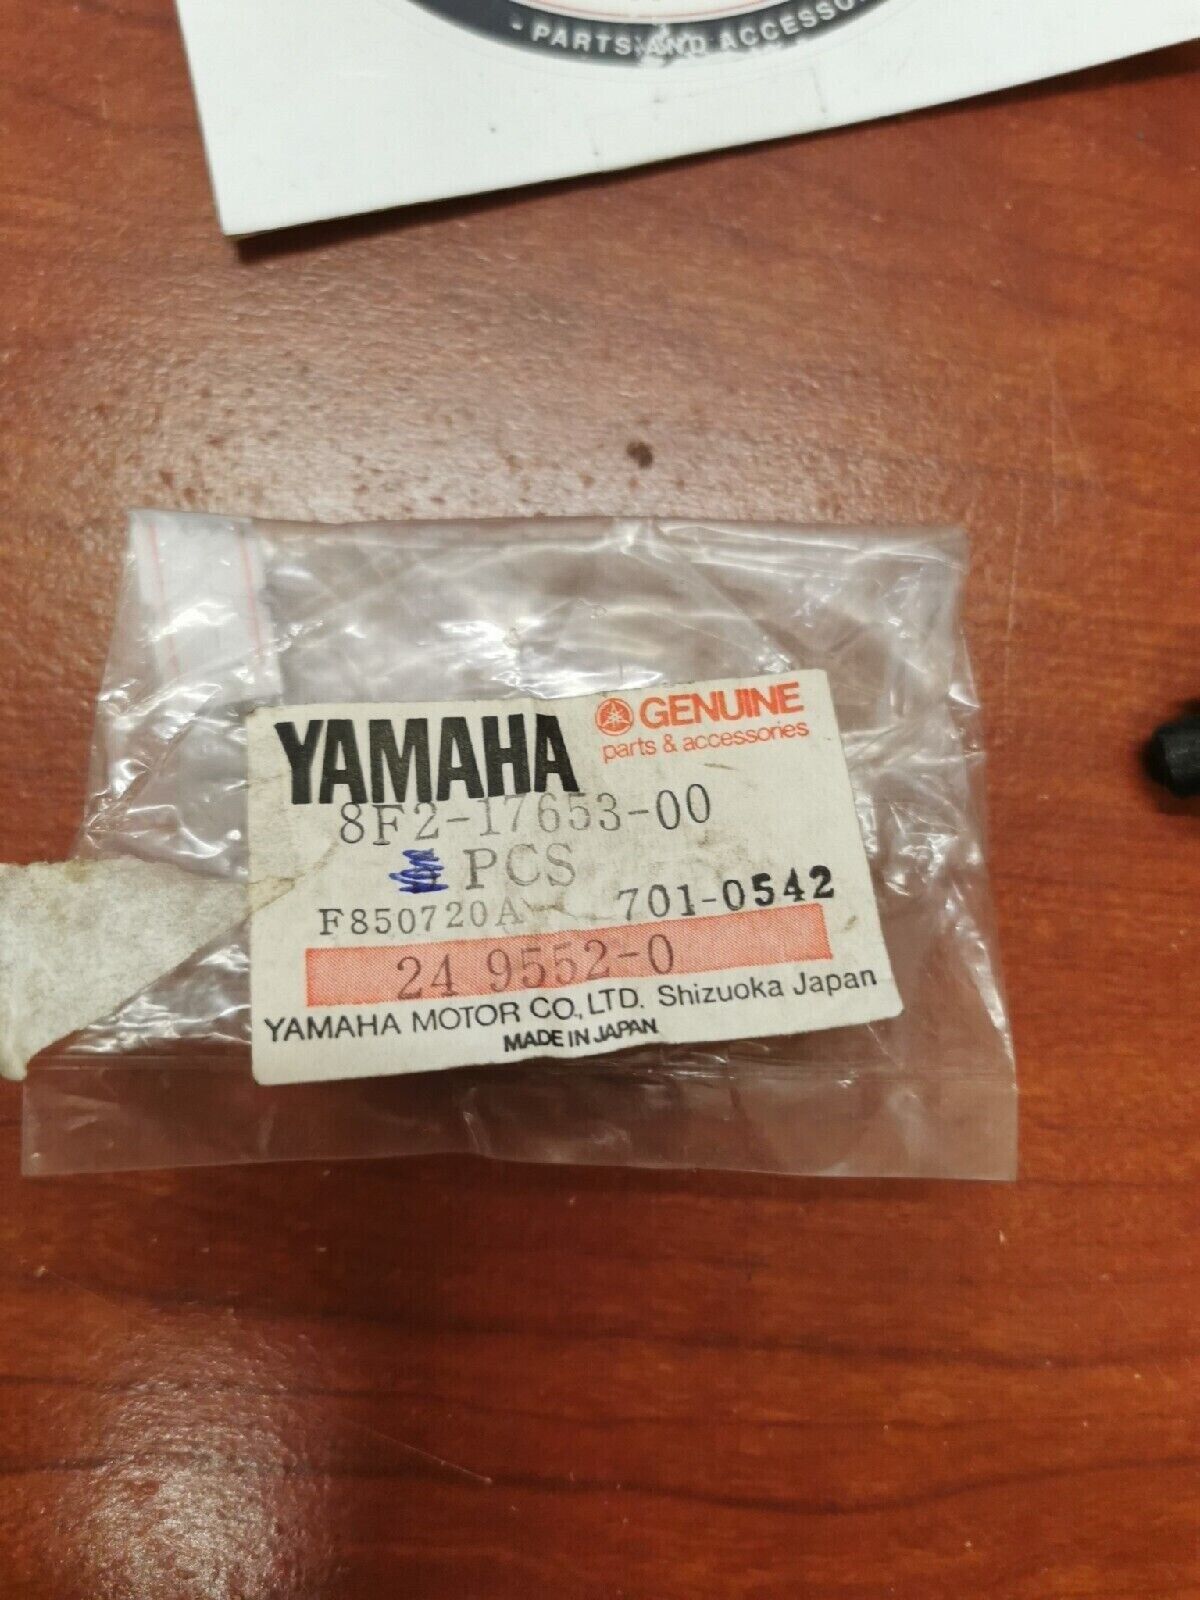 - PARTS AND ACCESSO
YAMAHA
GENUINE
parts & accessories
8F2-17653-00
PCS
F850720A 701-0542
24 9552-0
YAMAHA MOTOR CO., LTD. Shizuoka Japan
MADE IN JAPAN